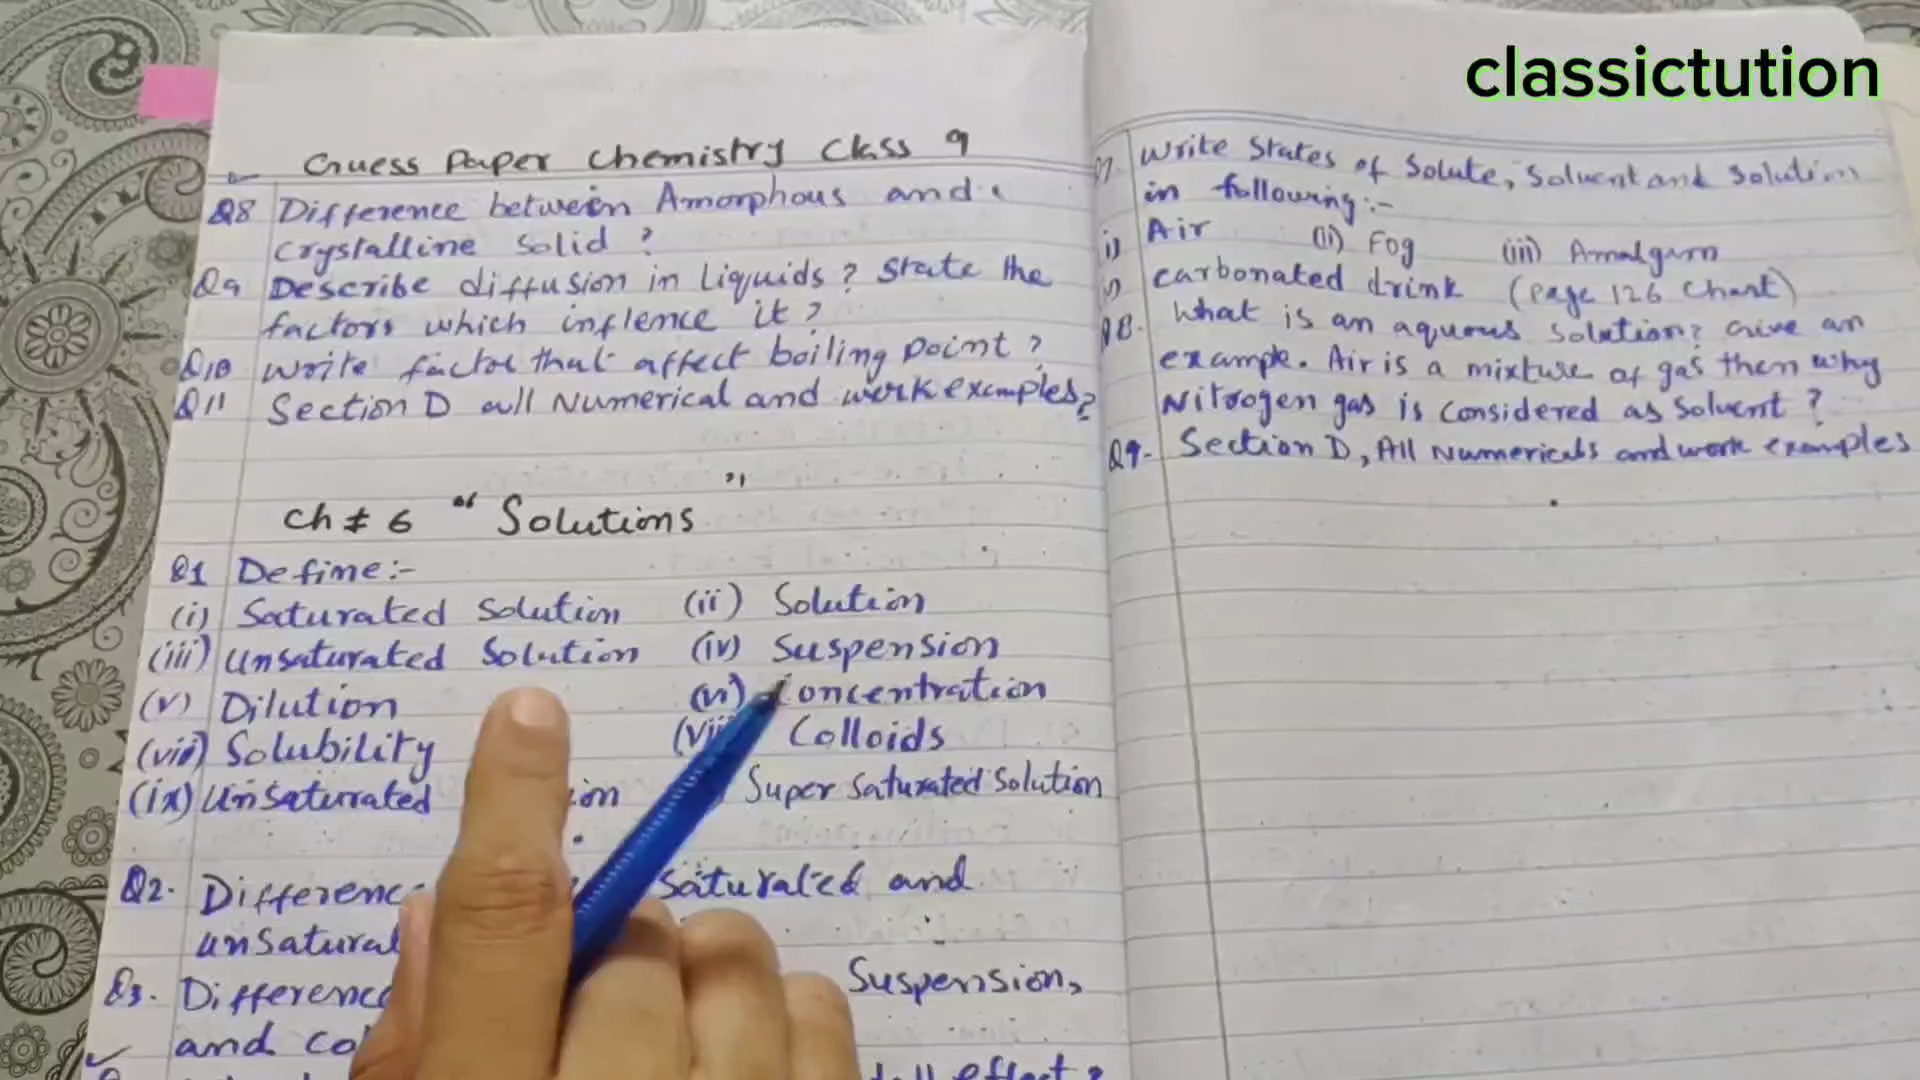 classictution
Guess Paper Chemistry Class 9
Q8 Difference between Amorphous and
crystalline solid ?
Q9 Describe diffusion in Liquids? State the
factors which inflence it ?
Q10 Write factor that affect boiling point ?
Q11 Section D all Numerical and work examples?
Ch # 6 " Solutions "
Q1 Define:-
(i) Saturated Solution (ii) Solution
(iii) Unsaturated Solution (iv) Suspension
(v) Dilution (vi) Concentration
(vii) Solubility Colloids
(ix) Unsaturated Super Saturated Solution
Q2. Saturated and
Q3. Suspension,
and
effect ?
Write States of Solute, Solvent and Solution
in following:-
i) Air (ii) Fog (iii) Amalgum
carbonated drink (Page 126 Chart)
Q8. What is an aquous Solution? Give an
example. Air is a mixture of gas then why
Nitrogen gas is considered as Solvent ?
Q9. Section D, All Numericals and work examples